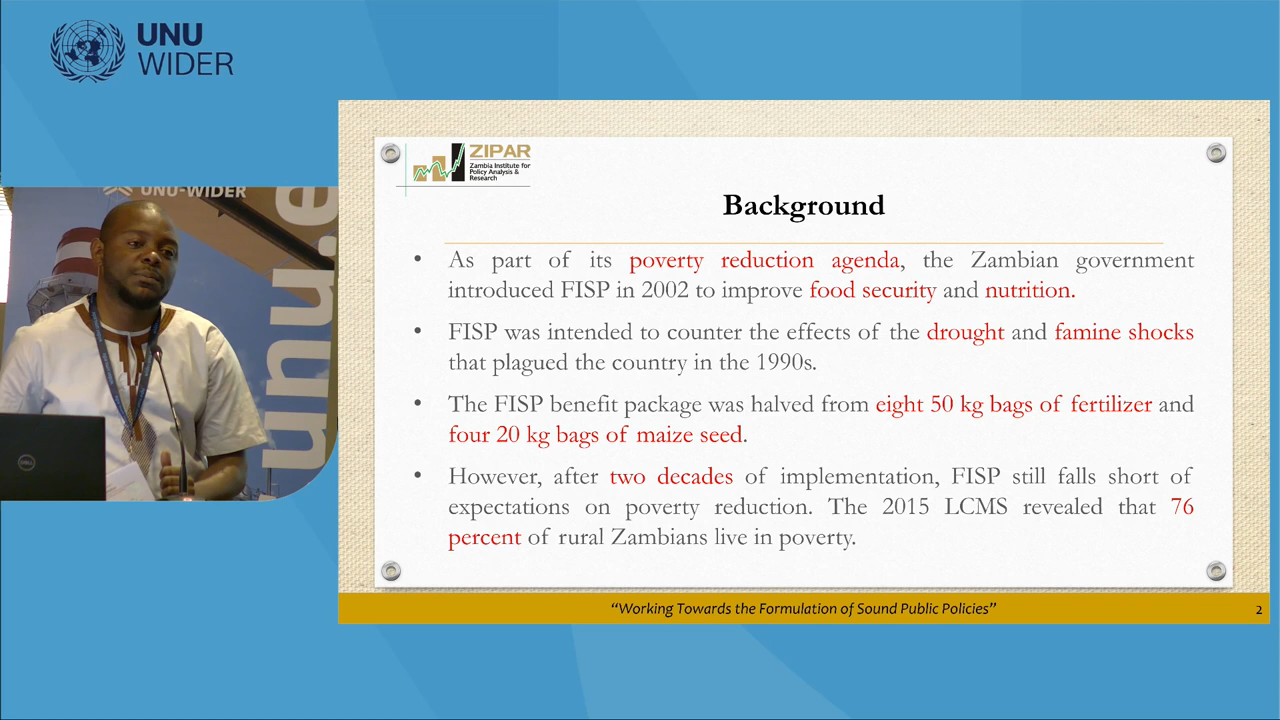 UNU
WIDER
UNU-WIDER
unu.e
ZIPAR
Zambia Institute for
Policy Analysis &
Research
Background
• As part of its poverty reduction agenda, the Zambian government
introduced FISP in 2002 to improve food security and nutrition.
• FISP was intended to counter the effects of the drought and famine shocks
that plagued the country in the 1990s.
• The FISP benefit package was halved from eight 50 kg bags of fertilizer and
four 20 kg bags of maize seed.
• However, after two decades of implementation, FISP still falls short of
expectations on poverty reduction. The 2015 LCMS revealed that 76
percent of rural Zambians live in poverty.
“Working Towards the Formulation of Sound Public Policies”
2
DELL